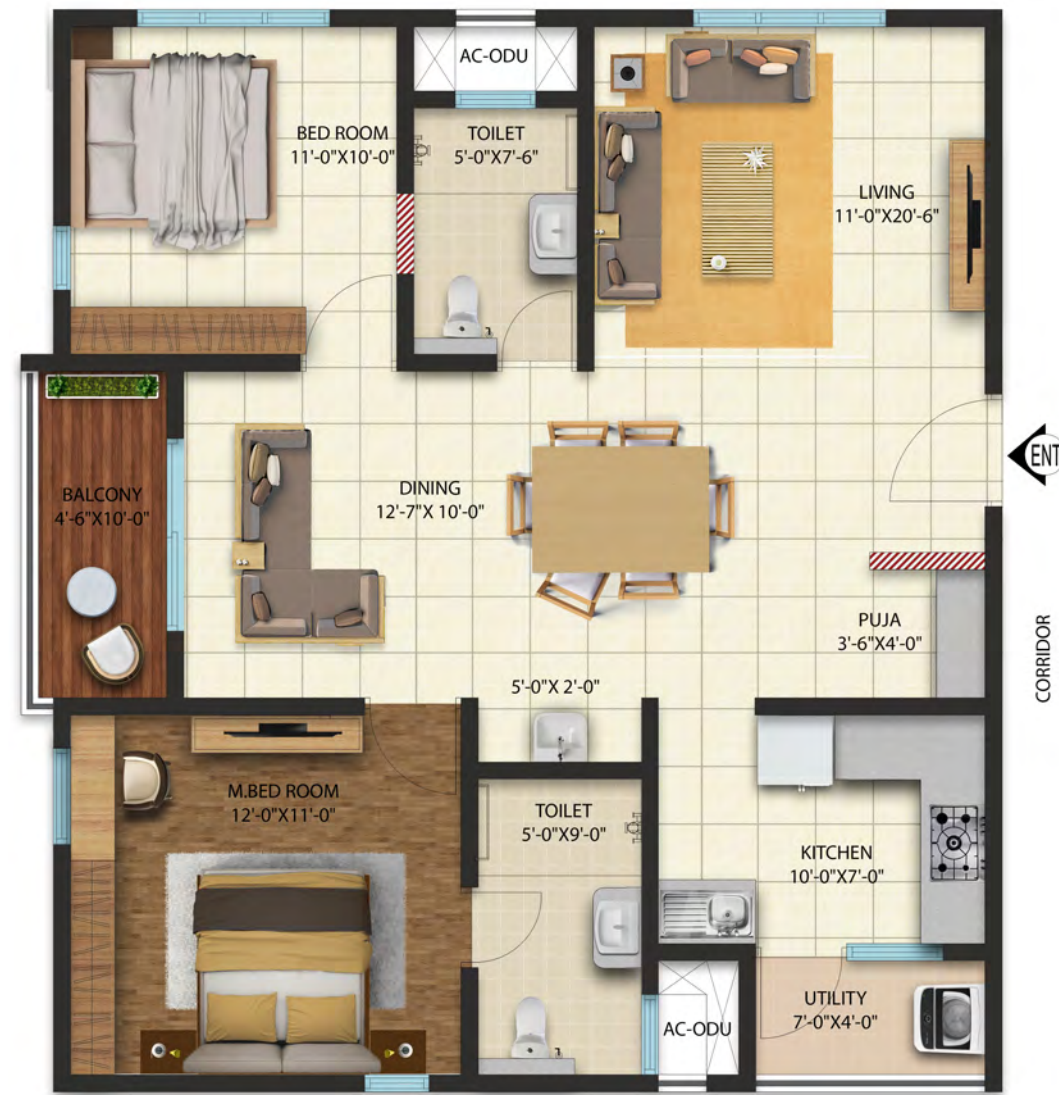 AC-ODU
BED ROOM
11'-0"X10'-0"
TOILET
5'-0"X7'-6"
LIVING
11'-0"X20'-6"
ENT
BALCONY
4'-6"X10'-0"
DINING
12'-7"X 10'-0"
PUJA
3'-6"X4'-0"
CORRIDOR
5'-0"X 2'-0"
M.BED ROOM
12'-0"X11'-0"
TOILET
5'-0"X9'-0"
KITCHEN
10'-0"X7'-0"
UTILITY
7'-0"X4'-0"
AC-ODU